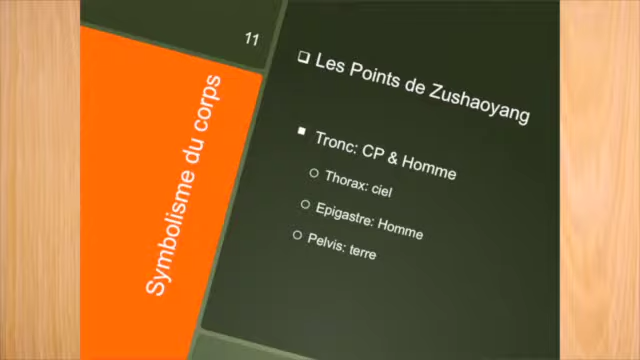 11
Symbolisme du corps
Les Points de Zushaoyang
Tronc: CP & Homme
Thorax: ciel
Epigastre: Homme
Pelvis: terre